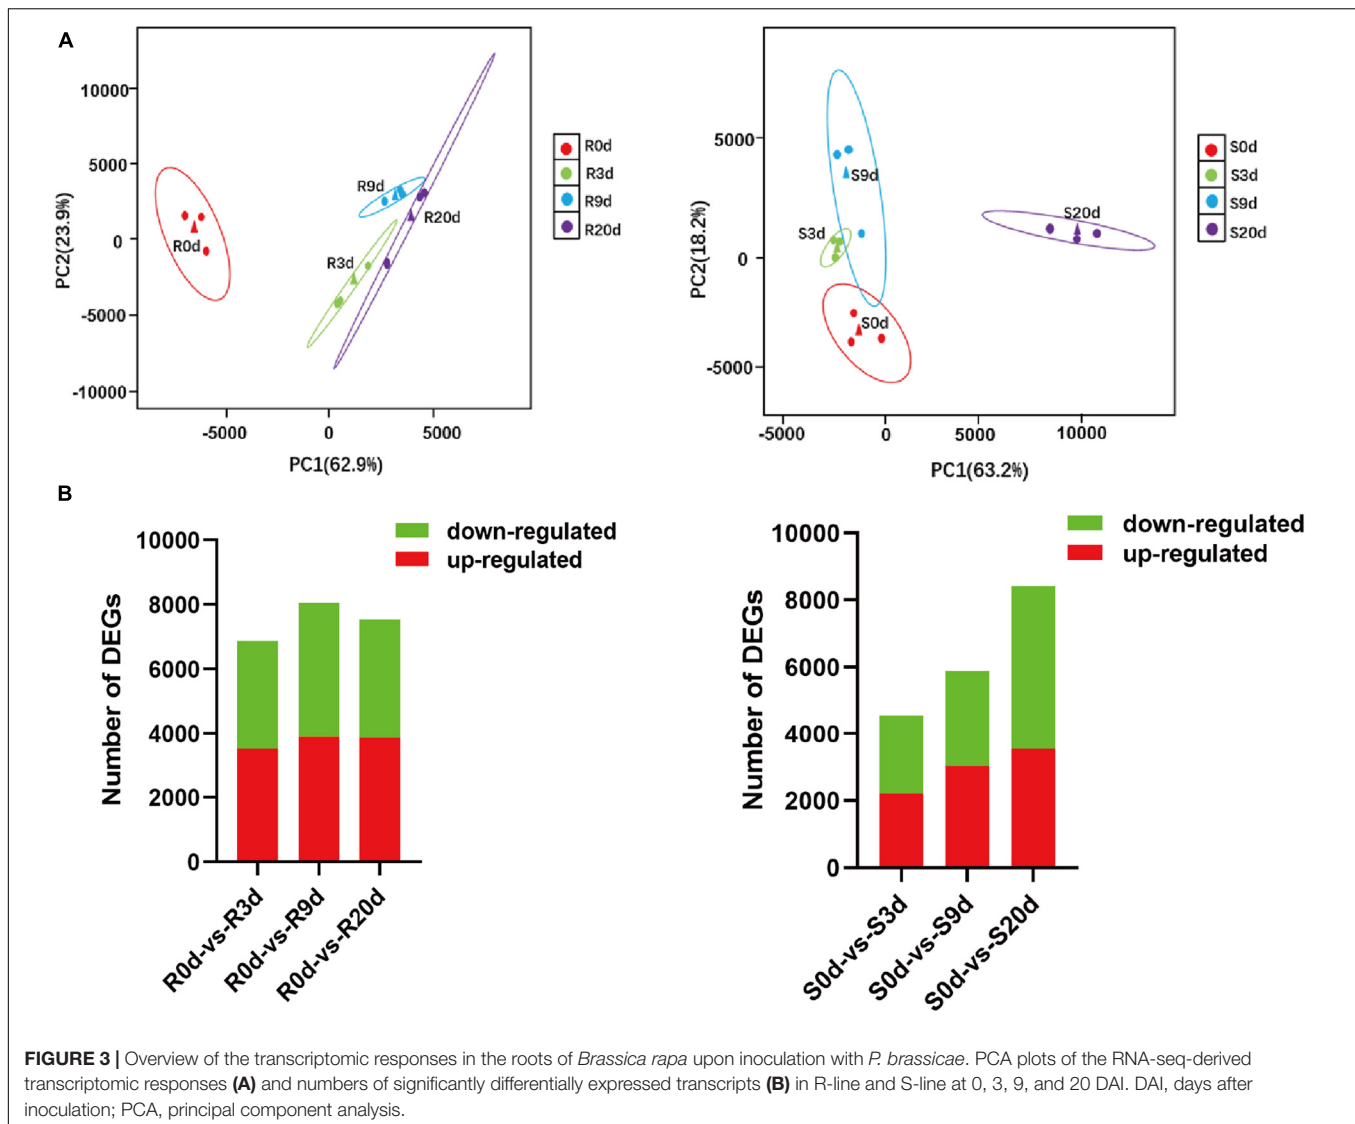 A
10000
5000
0
-5000
-10000
PC2(23.9%)
-5000
0
5000
PC1(62.9%)
R0d
R3d
R9d
R20d
R0d
R3d
R9d
R20d
5000
0
-5000
PC2(18.2%)
-5000
0
5000
10000
PC1(63.2%)
S0d
S3d
S9d
S20d
S0d
S3d
S9d
S20d
B
down-regulated
up-regulated
10000
8000
6000
4000
2000
0
Number of DEGs
R0d-vs-R3d
R0d-vs-R9d
R0d-vs-R20d
down-regulated
up-regulated
10000
8000
6000
4000
2000
0
Number of DEGs
S0d-vs-S3d
S0d-vs-S9d
S0d-vs-S20d
FIGURE 3 | Overview of the transcriptomic responses in the roots of Brassica rapa upon inoculation with P. brassicae. PCA plots of the RNA-seq-derived
transcriptomic responses (A) and numbers of significantly differentially expressed transcripts (B) in R-line and S-line at 0, 3, 9, and 20 DAI. DAI, days after
inoculation; PCA, principal component analysis.